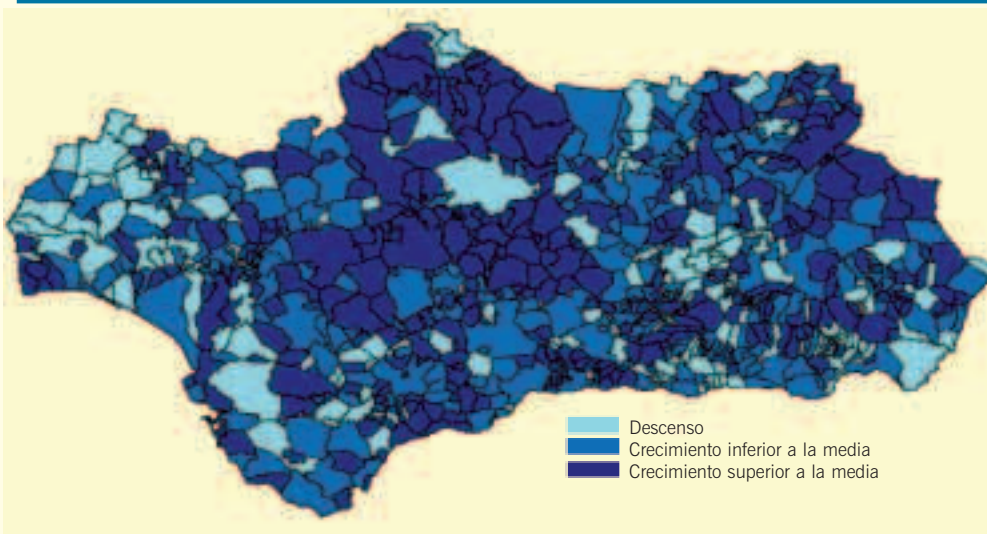 Descenso
Crecimiento inferior a la media
Crecimiento superior a la media